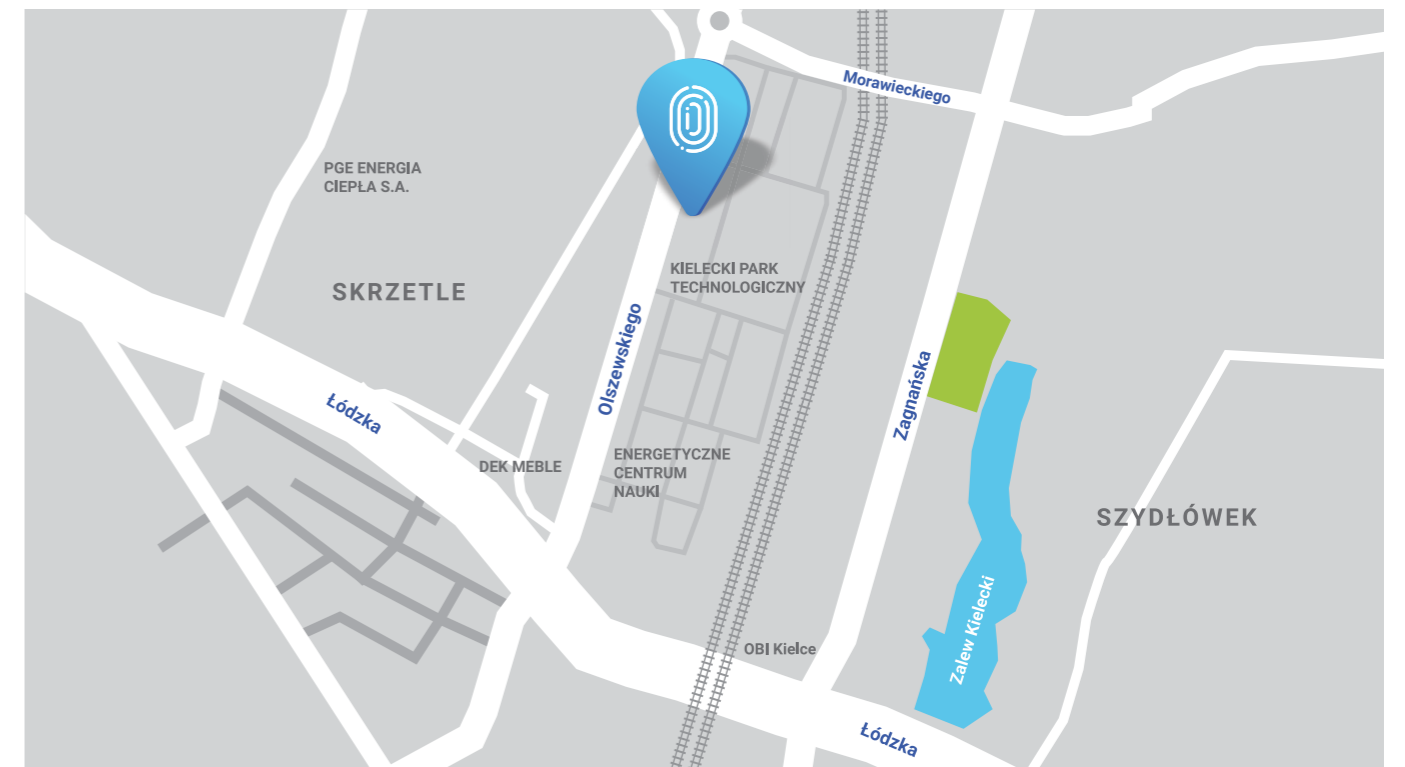 Morawieckiego
PGE ENERGIA
CIEPŁA S.A.
SKRZETLE
KIELECKI PARK
TECHNOLOGICZNY
Olszewskiego
Zagnańska
Łódzka
DEK MEBLE
ENERGETYCZNE
CENTRUM
NAUKI
SZYDŁÓWEK
Zalew Kielecki
OBI Kielce
Łódzka